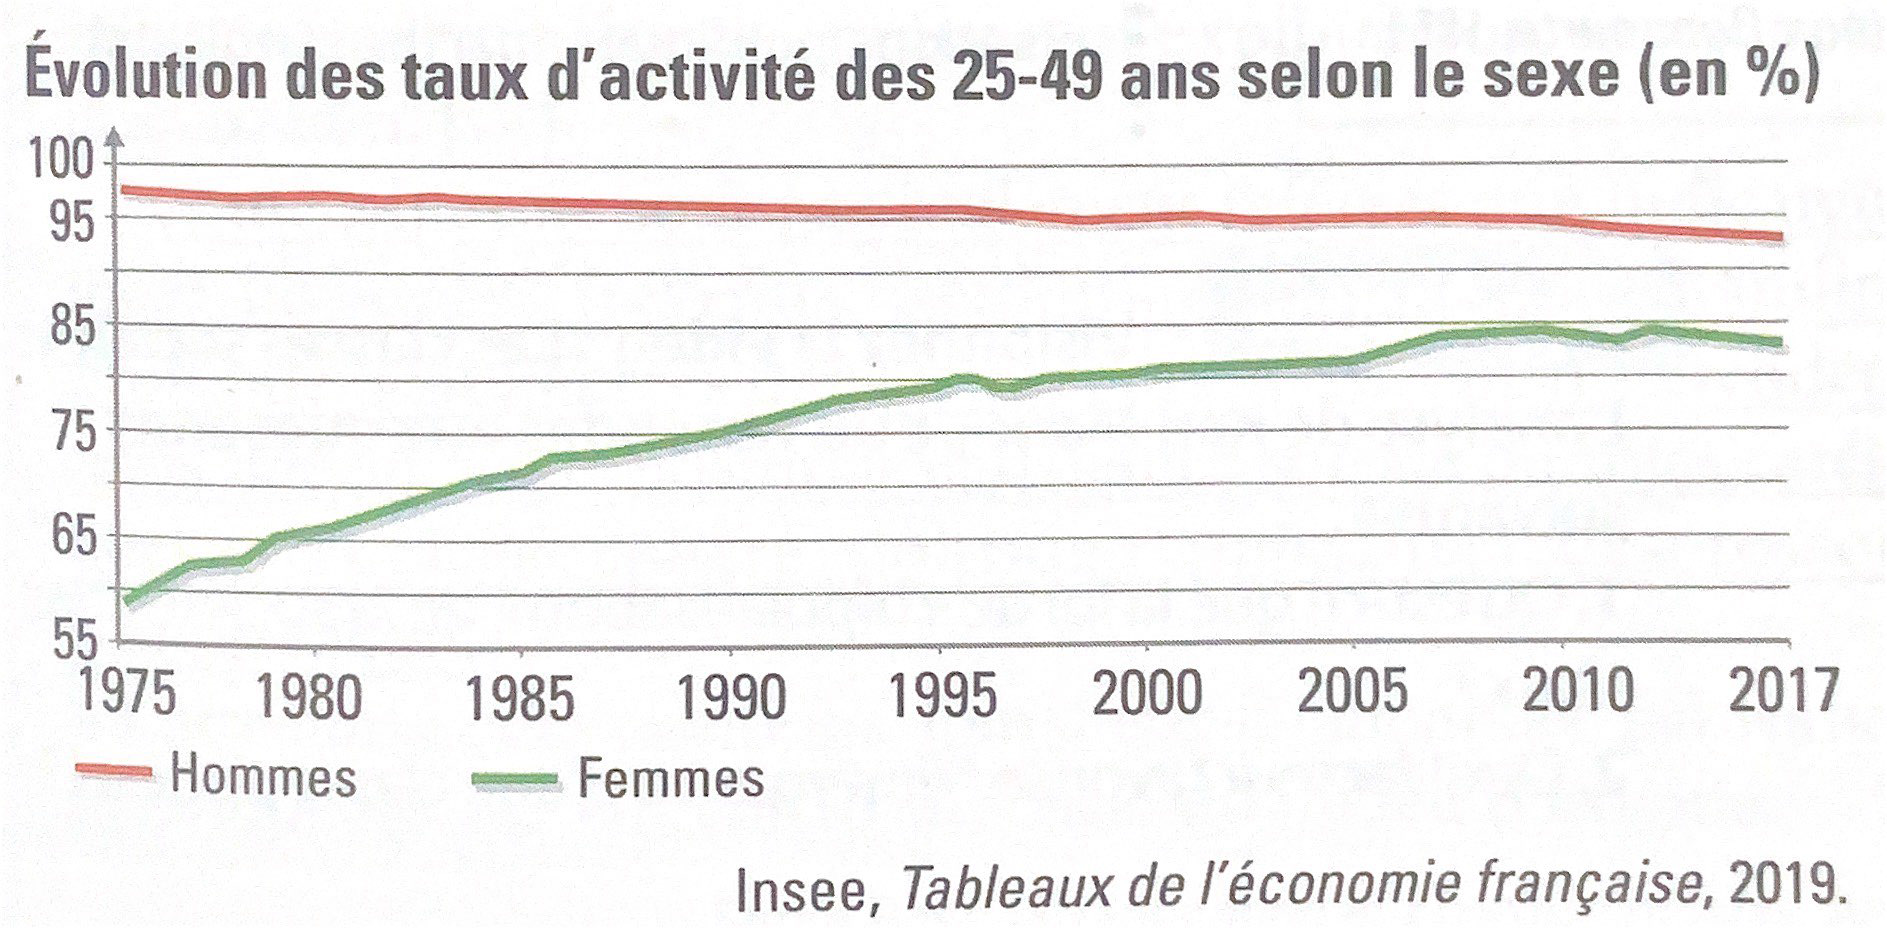 Évolution des taux d’activité des 25-49 ans selon le sexe (en %)
100
95
85
75
65
55
1975 1980 1985 1990 1995 2000 2005 2010 2017
Hommes Femmes
Insee, Tableaux de l’économie française, 2019.